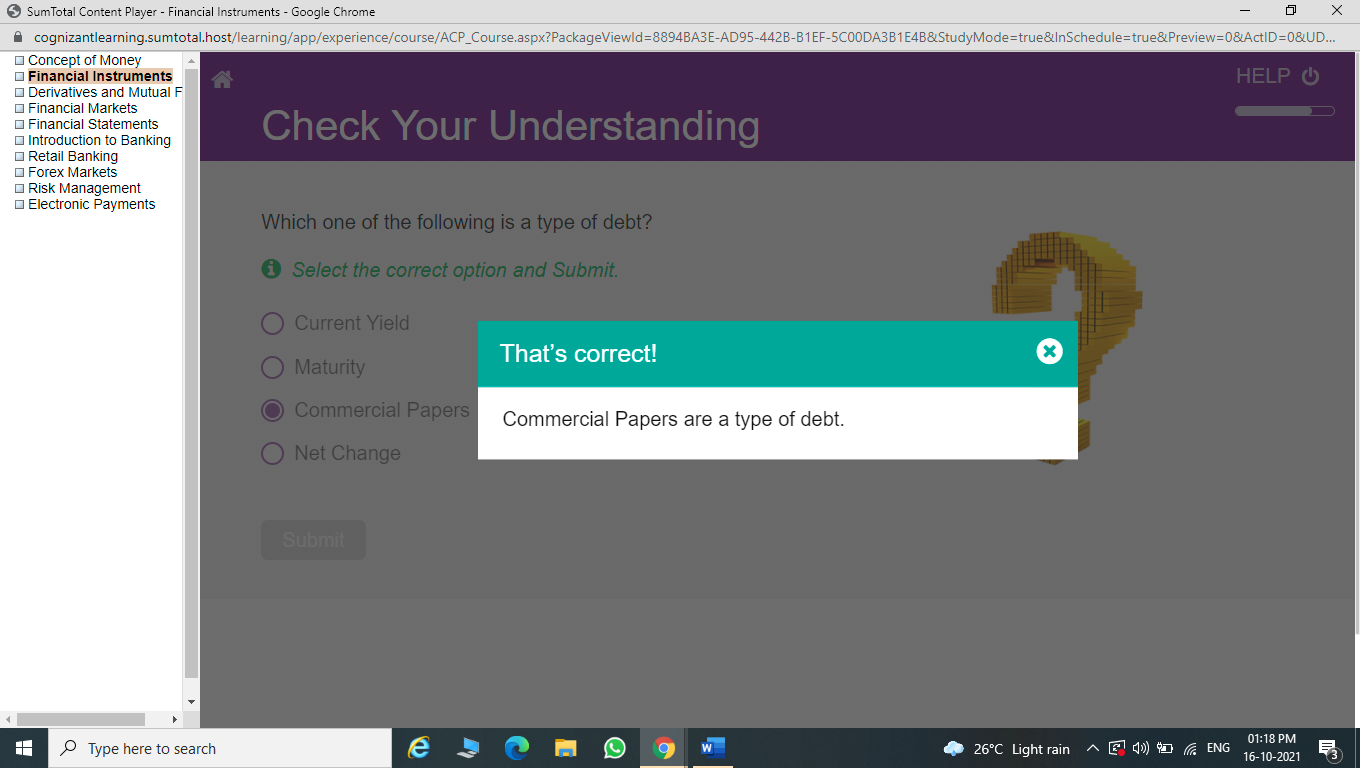 SumTotal Content Player - Financial Instruments - Google Chrome
cognizantlearning.sumtotal.host/learning/app/experience/course/ACP_Course.aspx?PackageViewId=8894BA3E-AD95-442B-B1EF-5C00DA3B1E4B&StudyMode=true&InSchedule=true&Preview=0&ActID=0&UD...
Concept of Money
Financial Instruments
Derivatives and Mutual F
Financial Markets
Financial Statements
Introduction to Banking
Retail Banking
Forex Markets
Risk Management
Electronic Payments
HELP
Check Your Understanding
Which one of the following is a type of debt?
Select the correct option and Submit.
Current Yield
Maturity
Commercial Papers
Net Change
Submit
That’s correct!
Commercial Papers are a type of debt.
Type here to search
26°C Light rain
ENG
01:18 PM
16-10-2021
3